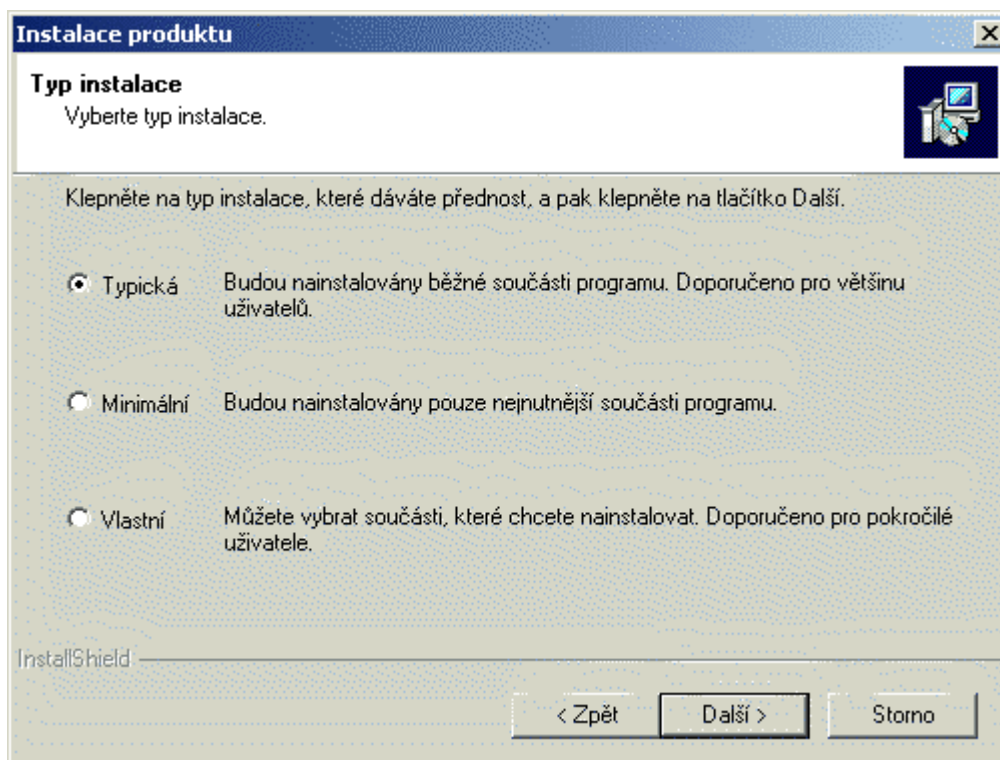 Instalace produktu
Typ instalace
Vyberte typ instalace.
Klepněte na typ instalace, které dáváte přednost, a pak klepněte na tlačítko Další.
Typická
Budou nainstalovány běžné součásti programu. Doporučeno pro většinu
uživatelů.
Minimální
Budou nainstalovány pouze nejnutnější součásti programu.
Vlastní
Můžete vybrat součásti, které chcete nainstalovat. Doporučeno pro pokročilé
uživatele.
InstallShield
< Zpět
Další >
Storno